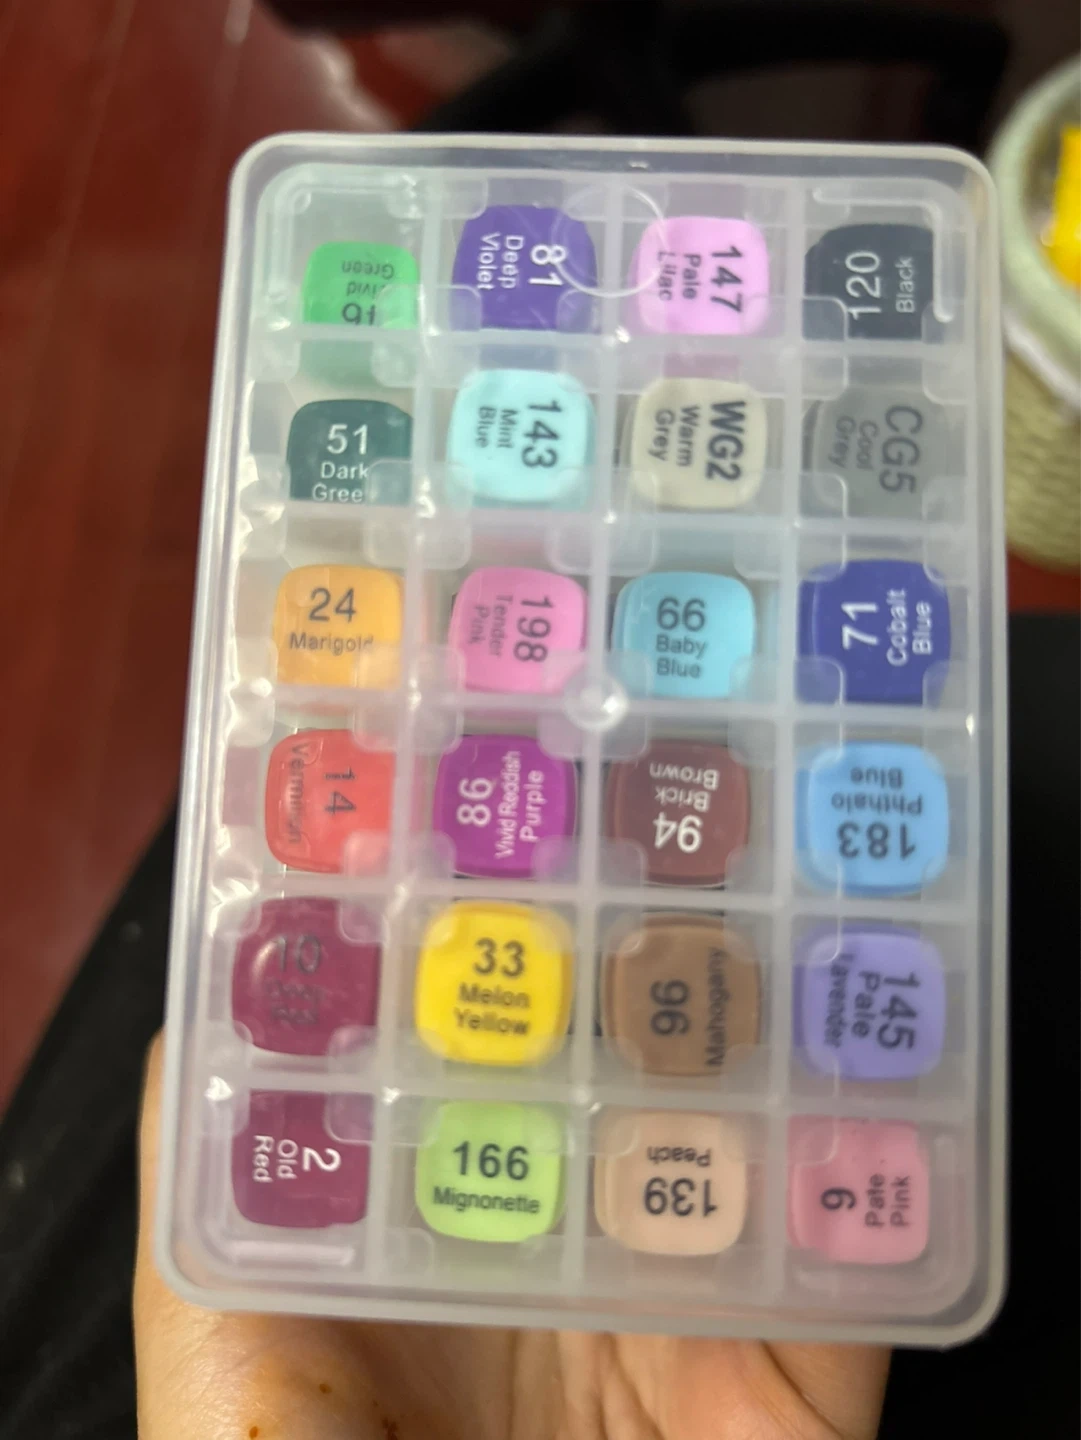 Vivid
Green
81
Deep
Violet
147
Pale
Lilac
120
Black
51
Dark
Gree
143
Mint
Blue
WG2
Warm
Grey
CG5
Cool
Grey
24
Marigold
198
Tender
Pink
66
Baby
Blue
71
Cobalt
Blue
14
Vermilion
98
Vivid Reddish
Purple
94
Brick
Brown
183
Phthalo
Blue
10
33
Melon
Yellow
96
Mahogany
145
Pale
Lavender
2
Old
Red
166
Mignonette
139
Peach
9
Pale
Pink